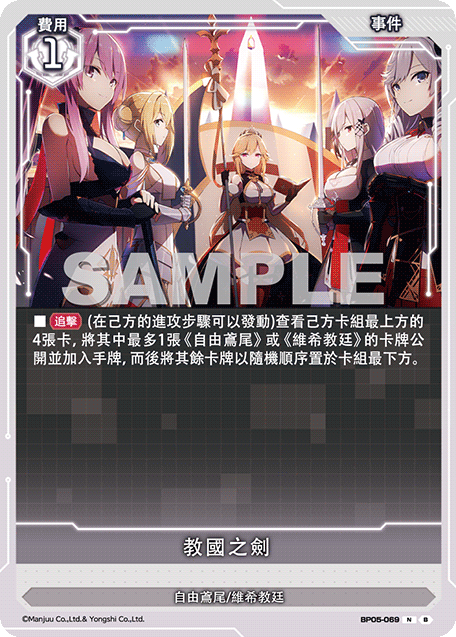 費用
1
事件
SAMPLE
■ 追擊 (在己方的進攻步驟可以發動)查看己方卡組最上方的
4張卡，將其中最多1張《自由鳶尾》或《維希教廷》的卡牌公
開並加入手牌，而後將其餘卡牌以隨機順序置於卡組最下方。
教國之劍
自由鳶尾/維希教廷
©Manjuu Co.,Ltd.& Yongshi Co.,Ltd. BP05-069 N B